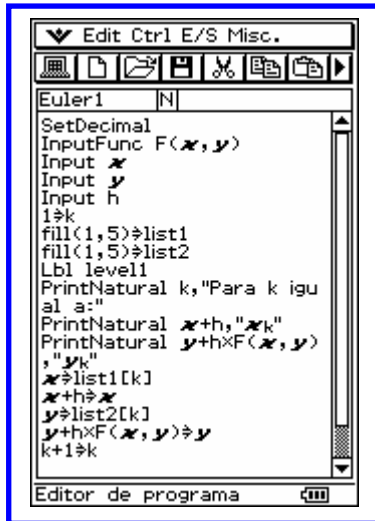 Edit Ctrl E/S Misc.
Euler1 N
SetDecimal
InputFunc F(x,y)
Input x
Input y
Input h
1⇒k
fill(1,5)⇒list1
fill(1,5)⇒list2
Lbl level1
PrintNatural k,"Para k igu
al a:"
PrintNatural x+h,"xk"
PrintNatural y+h×F(x,y)
,"yk"
x⇒list1[k]
x+h⇒x
y⇒list2[k]
y+h×F(x,y)⇒y
k+1⇒k
Editor de programa